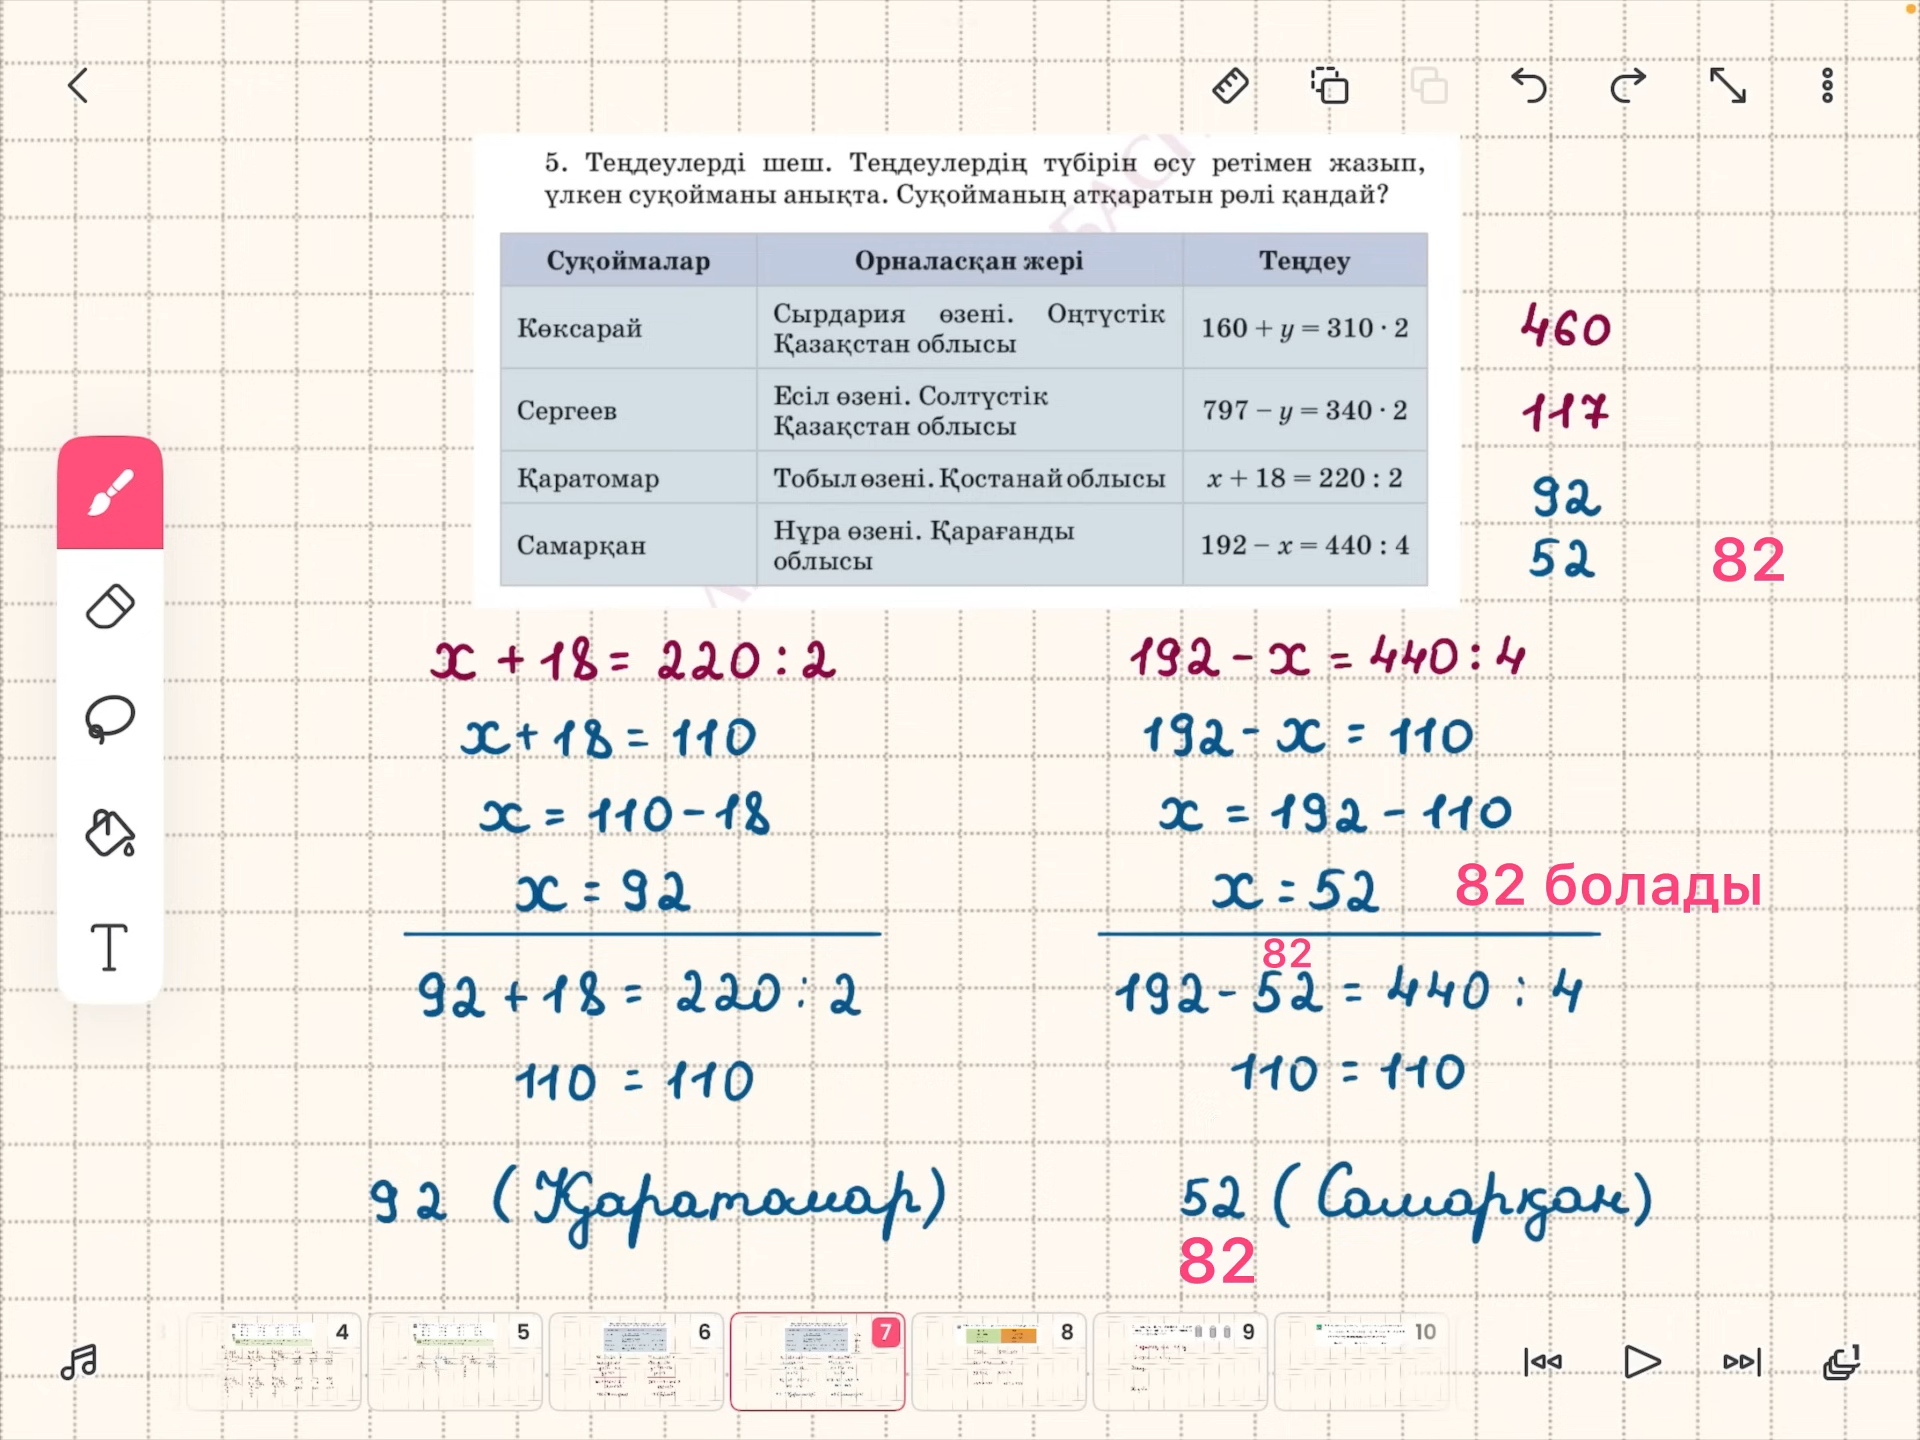 5. Теңдеулерді шеш. Теңдеулердің түбірін өсу ретімен жазып,
үлкен суқойманы анықта. Суқойманың атқаратын рөлі қандай?
Суқоймалар Орналасқан жері Теңдеу
Көксарай Сырдария өзені. Оңтүстік Қазақстан облысы 160 + y = 310 · 2 460
Сергеев Есіл өзені. Солтүстік Қазақстан облысы 797 – y = 340 · 2 117
Қаратомар Тобыл өзені. Қостанай облысы x + 18 = 220 : 2 92
Самарқан Нұра өзені. Қарағанды облысы 192 – x = 440 : 4 52 82
x + 18 = 220 : 2
x + 18 = 110
x = 110 - 18
x = 92
92 + 18 = 220 : 2
110 = 110
92 (Қаратомар)
192 - x = 440 : 4
192 - x = 110
x = 192 - 110
x = 52 82 болады
82
192 - 52 = 440 : 4
110 = 110
52 (Самарқан)
82
T
4 5 6 7 8 9 10
1